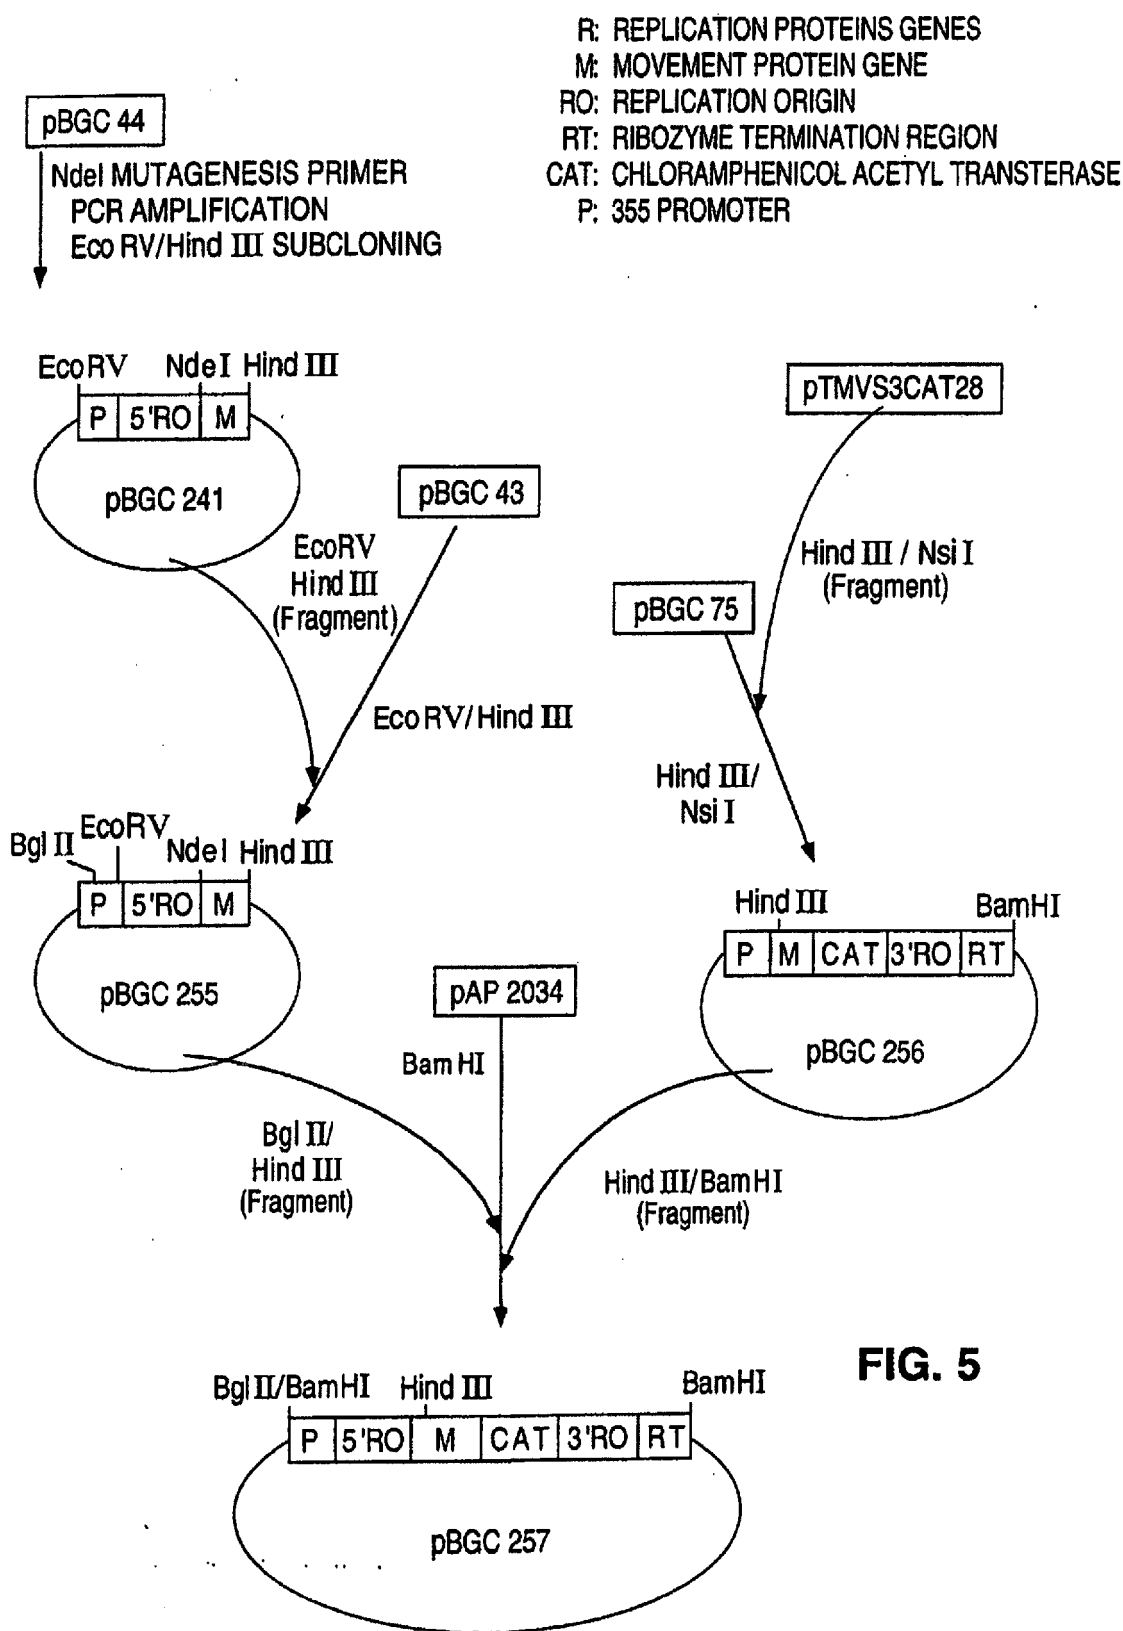 R: REPLICATION PROTEINS GENES
M: MOVEMENT PROTEIN GENE
RO: REPLICATION ORIGIN
RT: RIBOZYME TERMINATION REGION
CAT: CHLORAMPHENICOL ACETYL TRANSTERASE
P: 355 PROMOTER
pBGC 44
NdeI MUTAGENESIS PRIMER
PCR AMPLIFICATION
Eco RV/Hind III SUBCLONING
EcoRV NdeI Hind III
P 5'RO M
pBGC 241
pBGC 43
EcoRV
Hind III
(Fragment)
EcoRV/Hind III
pTMVS3CAT28
Hind III / Nsi I
(Fragment)
pBGC 75
Hind III/
Nsi I
Bgl II EcoRV NdeI Hind III
P 5'RO M
pBGC 255
Hind III BamHI
P M CAT 3'RO RT
pBGC 256
pAP 2034
Bam HI
Bgl II/
Hind III
(Fragment)
Hind III/BamHI
(Fragment)
FIG. 5
Bgl II/BamHI Hind III BamHI
P 5'RO M CAT 3'RO RT
pBGC 257